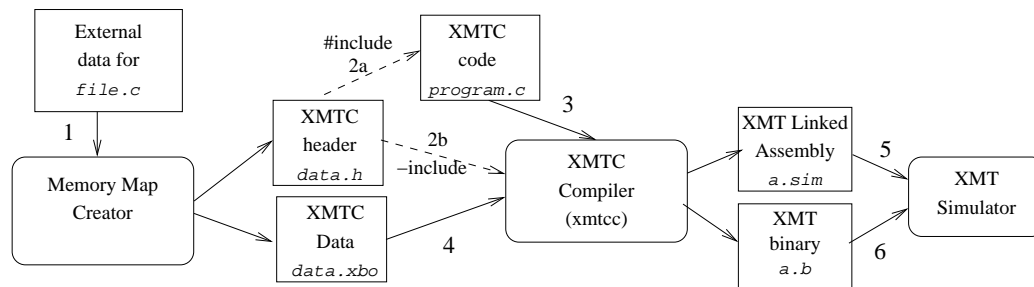 External
data for
file.c
1
Memory Map
Creator
#include
2a
XMTC
code
program.c
XMTC
header
data.h
2b
−include
3
XMTC
Data
data.xbo
4
XMTC
Compiler
(xmtcc)
XMT Linked
Assembly
a.sim
5
XMT
binary
a.b
6
XMT
Simulator